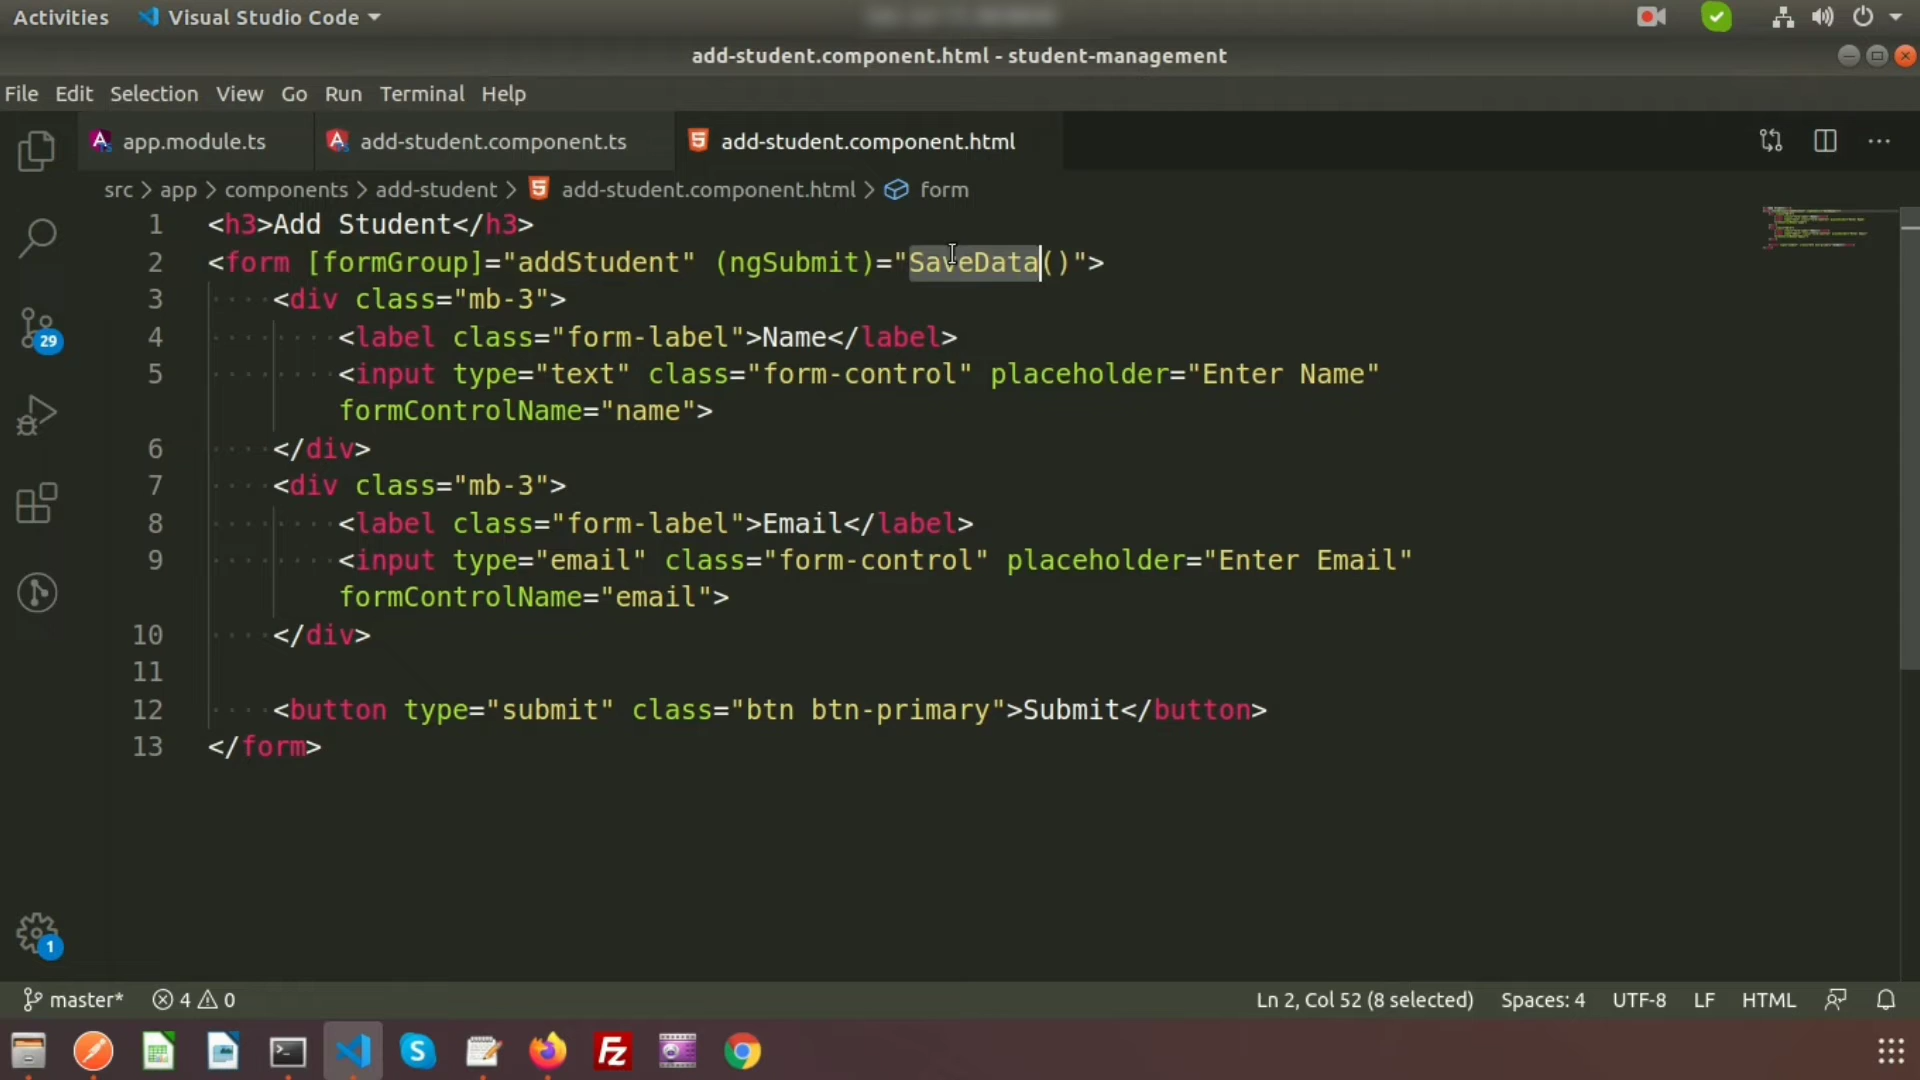 Activities Visual Studio Code
add-student.component.html - student-management
File Edit Selection View Go Run Terminal Help
app.module.ts add-student.component.ts add-student.component.html
src > app > components > add-student > add-student.component.html > form
1 <h3>Add Student</h3>
2 <form [formGroup]="addStudent" (ngSubmit)="SaveData()">
3 <div class="mb-3">
4 <label class="form-label">Name</label>
5 <input type="text" class="form-control" placeholder="Enter Name"
formControlName="name">
6 </div>
7 <div class="mb-3">
8 <label class="form-label">Email</label>
9 <input type="email" class="form-control" placeholder="Enter Email"
formControlName="email">
10 </div>
11
12 <button type="submit" class="btn btn-primary">Submit</button>
13 </form>
29
1
master* 4 0 Ln 2, Col 52 (8 selected) Spaces: 4 UTF-8 LF HTML